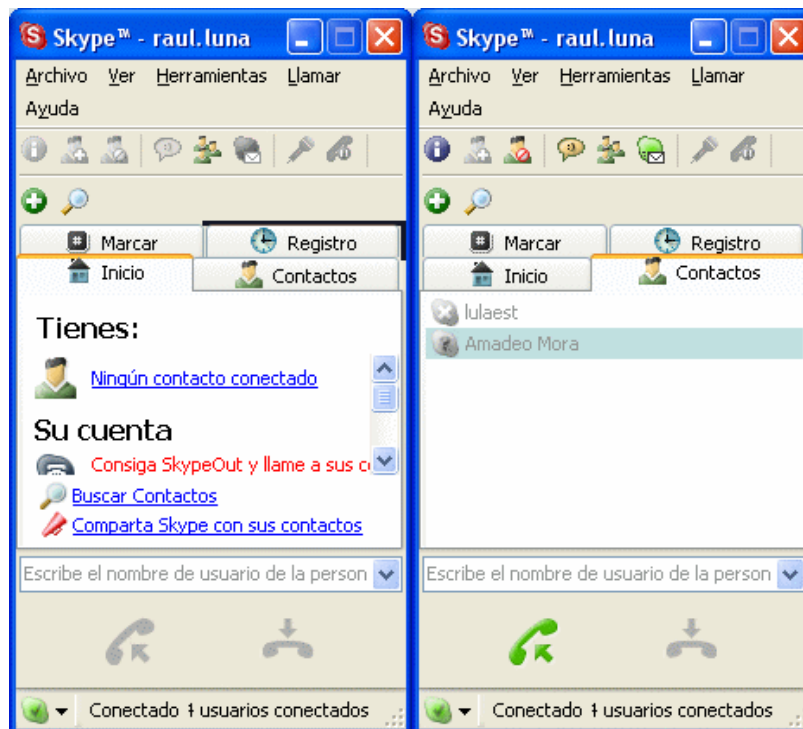 Skype™ - raul.luna
Archivo Ver Herramientas Llamar
Ayuda
Marcar Registro
Inicio Contactos
Tienes:
Ningún contacto conectado
Su cuenta
Consiga SkypeOut y llame a sus
Buscar Contactos
Comparta Skype con sus contactos
Escribe el nombre de usuario de la person
Conectado usuarios conectados
Skype™ - raul.luna
Archivo Ver Herramientas Llamar
Ayuda
Marcar Registro
Inicio Contactos
lulaest
Amadeo Mora
Escribe el nombre de usuario de la person
Conectado usuarios conectados